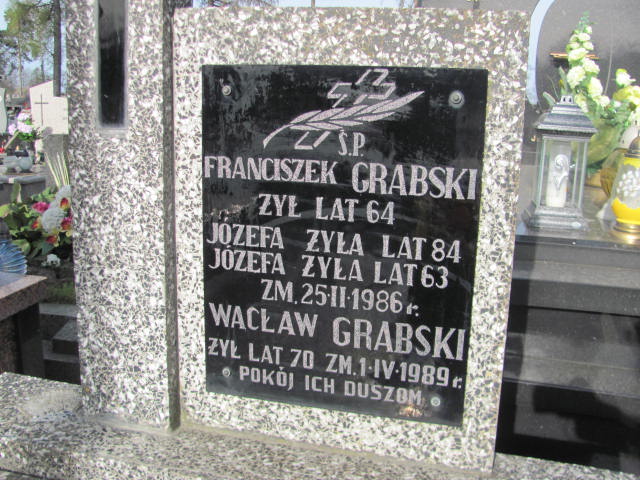 Ś.P.
FRANCISZEK GRABSKI
ŻYŁ LAT 64
JÓZEFA ŻYŁA LAT 84
JÓZEFA ŻYŁA LAT 63
ZM. 25·II·1986 r.
WACŁAW GRABSKI
ŻYŁ LAT 70 ZM. 1·IV·1989 r.
POKÓJ ICH DUSZOM